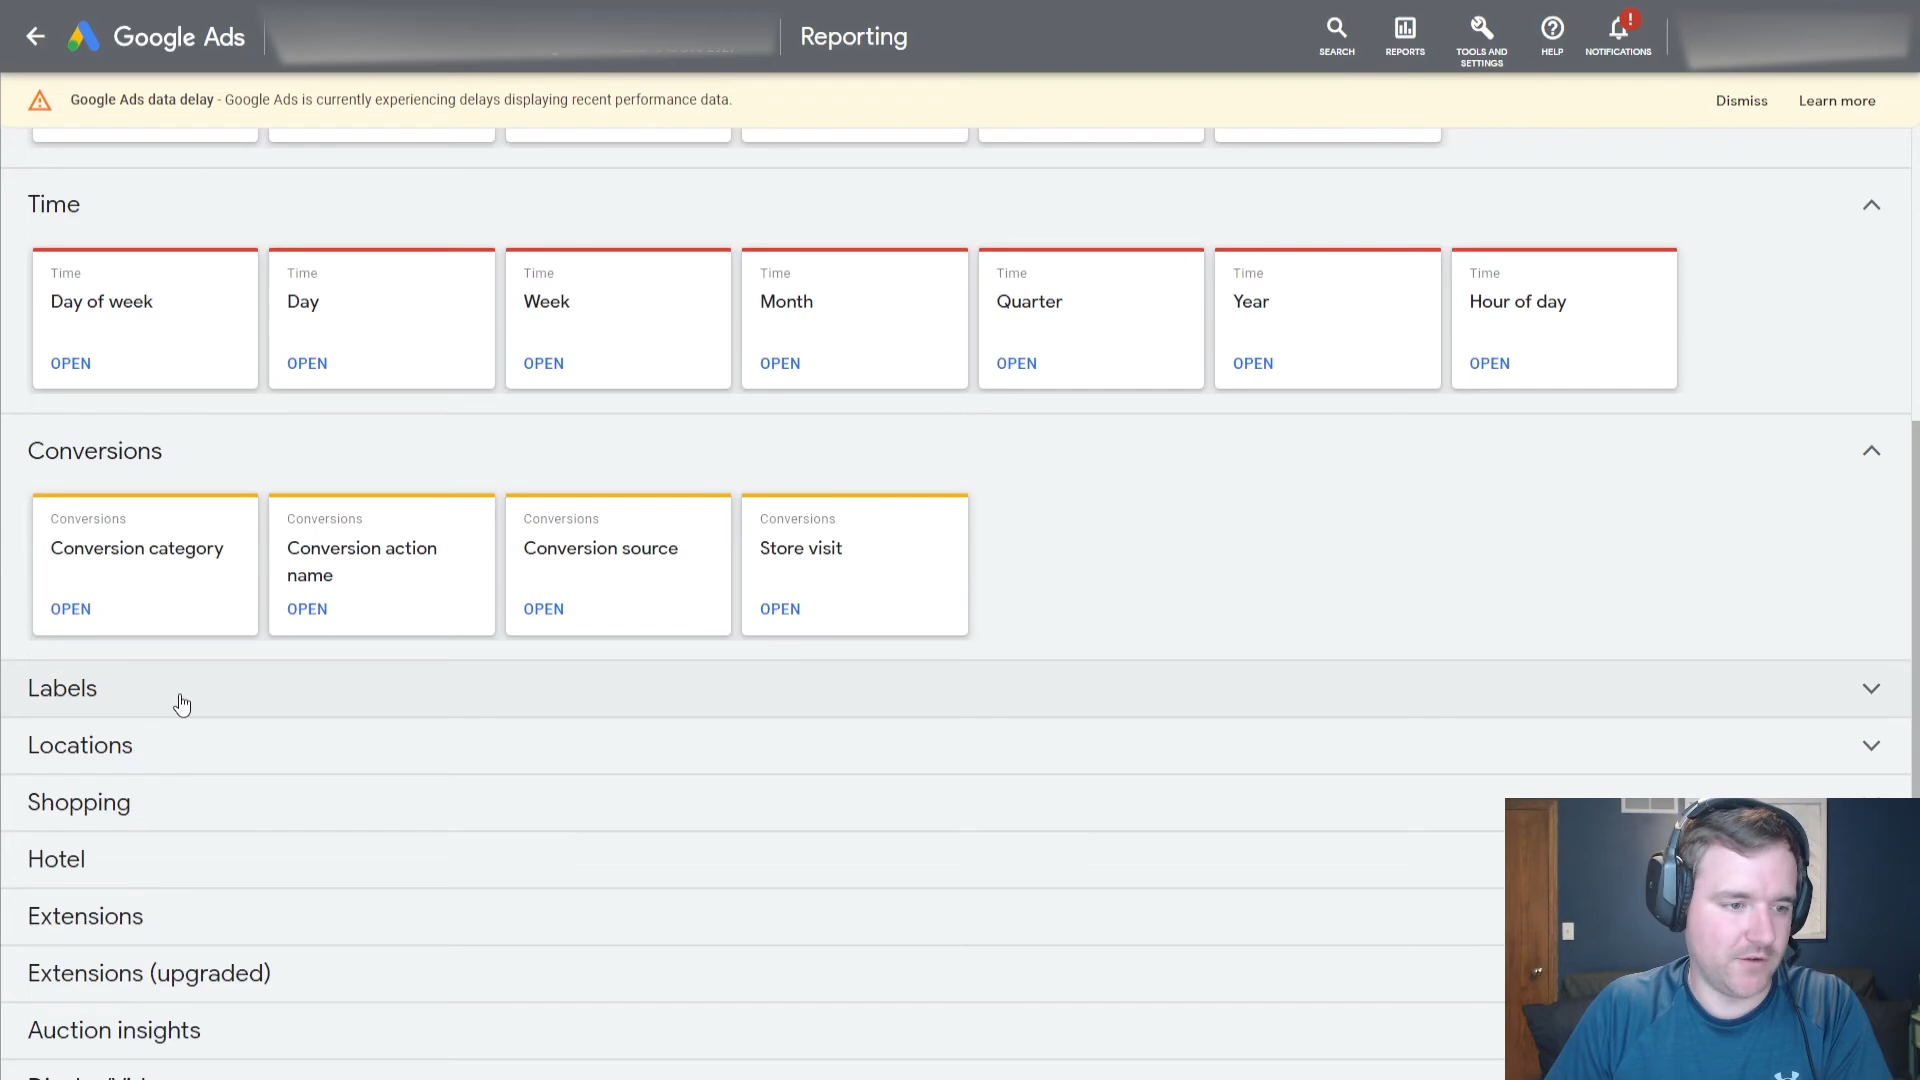 Google Ads
Reporting
SEARCH
REPORTS
TOOLS AND
SETTINGS
HELP
!
NOTIFICATIONS
Google Ads data delay - Google Ads is currently experiencing delays displaying recent performance data.
Dismiss
Learn more
Time
Time
Day of week
OPEN
Time
Day
OPEN
Time
Week
OPEN
Time
Month
OPEN
Time
Quarter
OPEN
Time
Year
OPEN
Time
Hour of day
OPEN
Conversions
Conversions
Conversion category
OPEN
Conversions
Conversion action
name
OPEN
Conversions
Conversion source
OPEN
Conversions
Store visit
OPEN
Labels
Locations
Shopping
Hotel
Extensions
Extensions (upgraded)
Auction insights